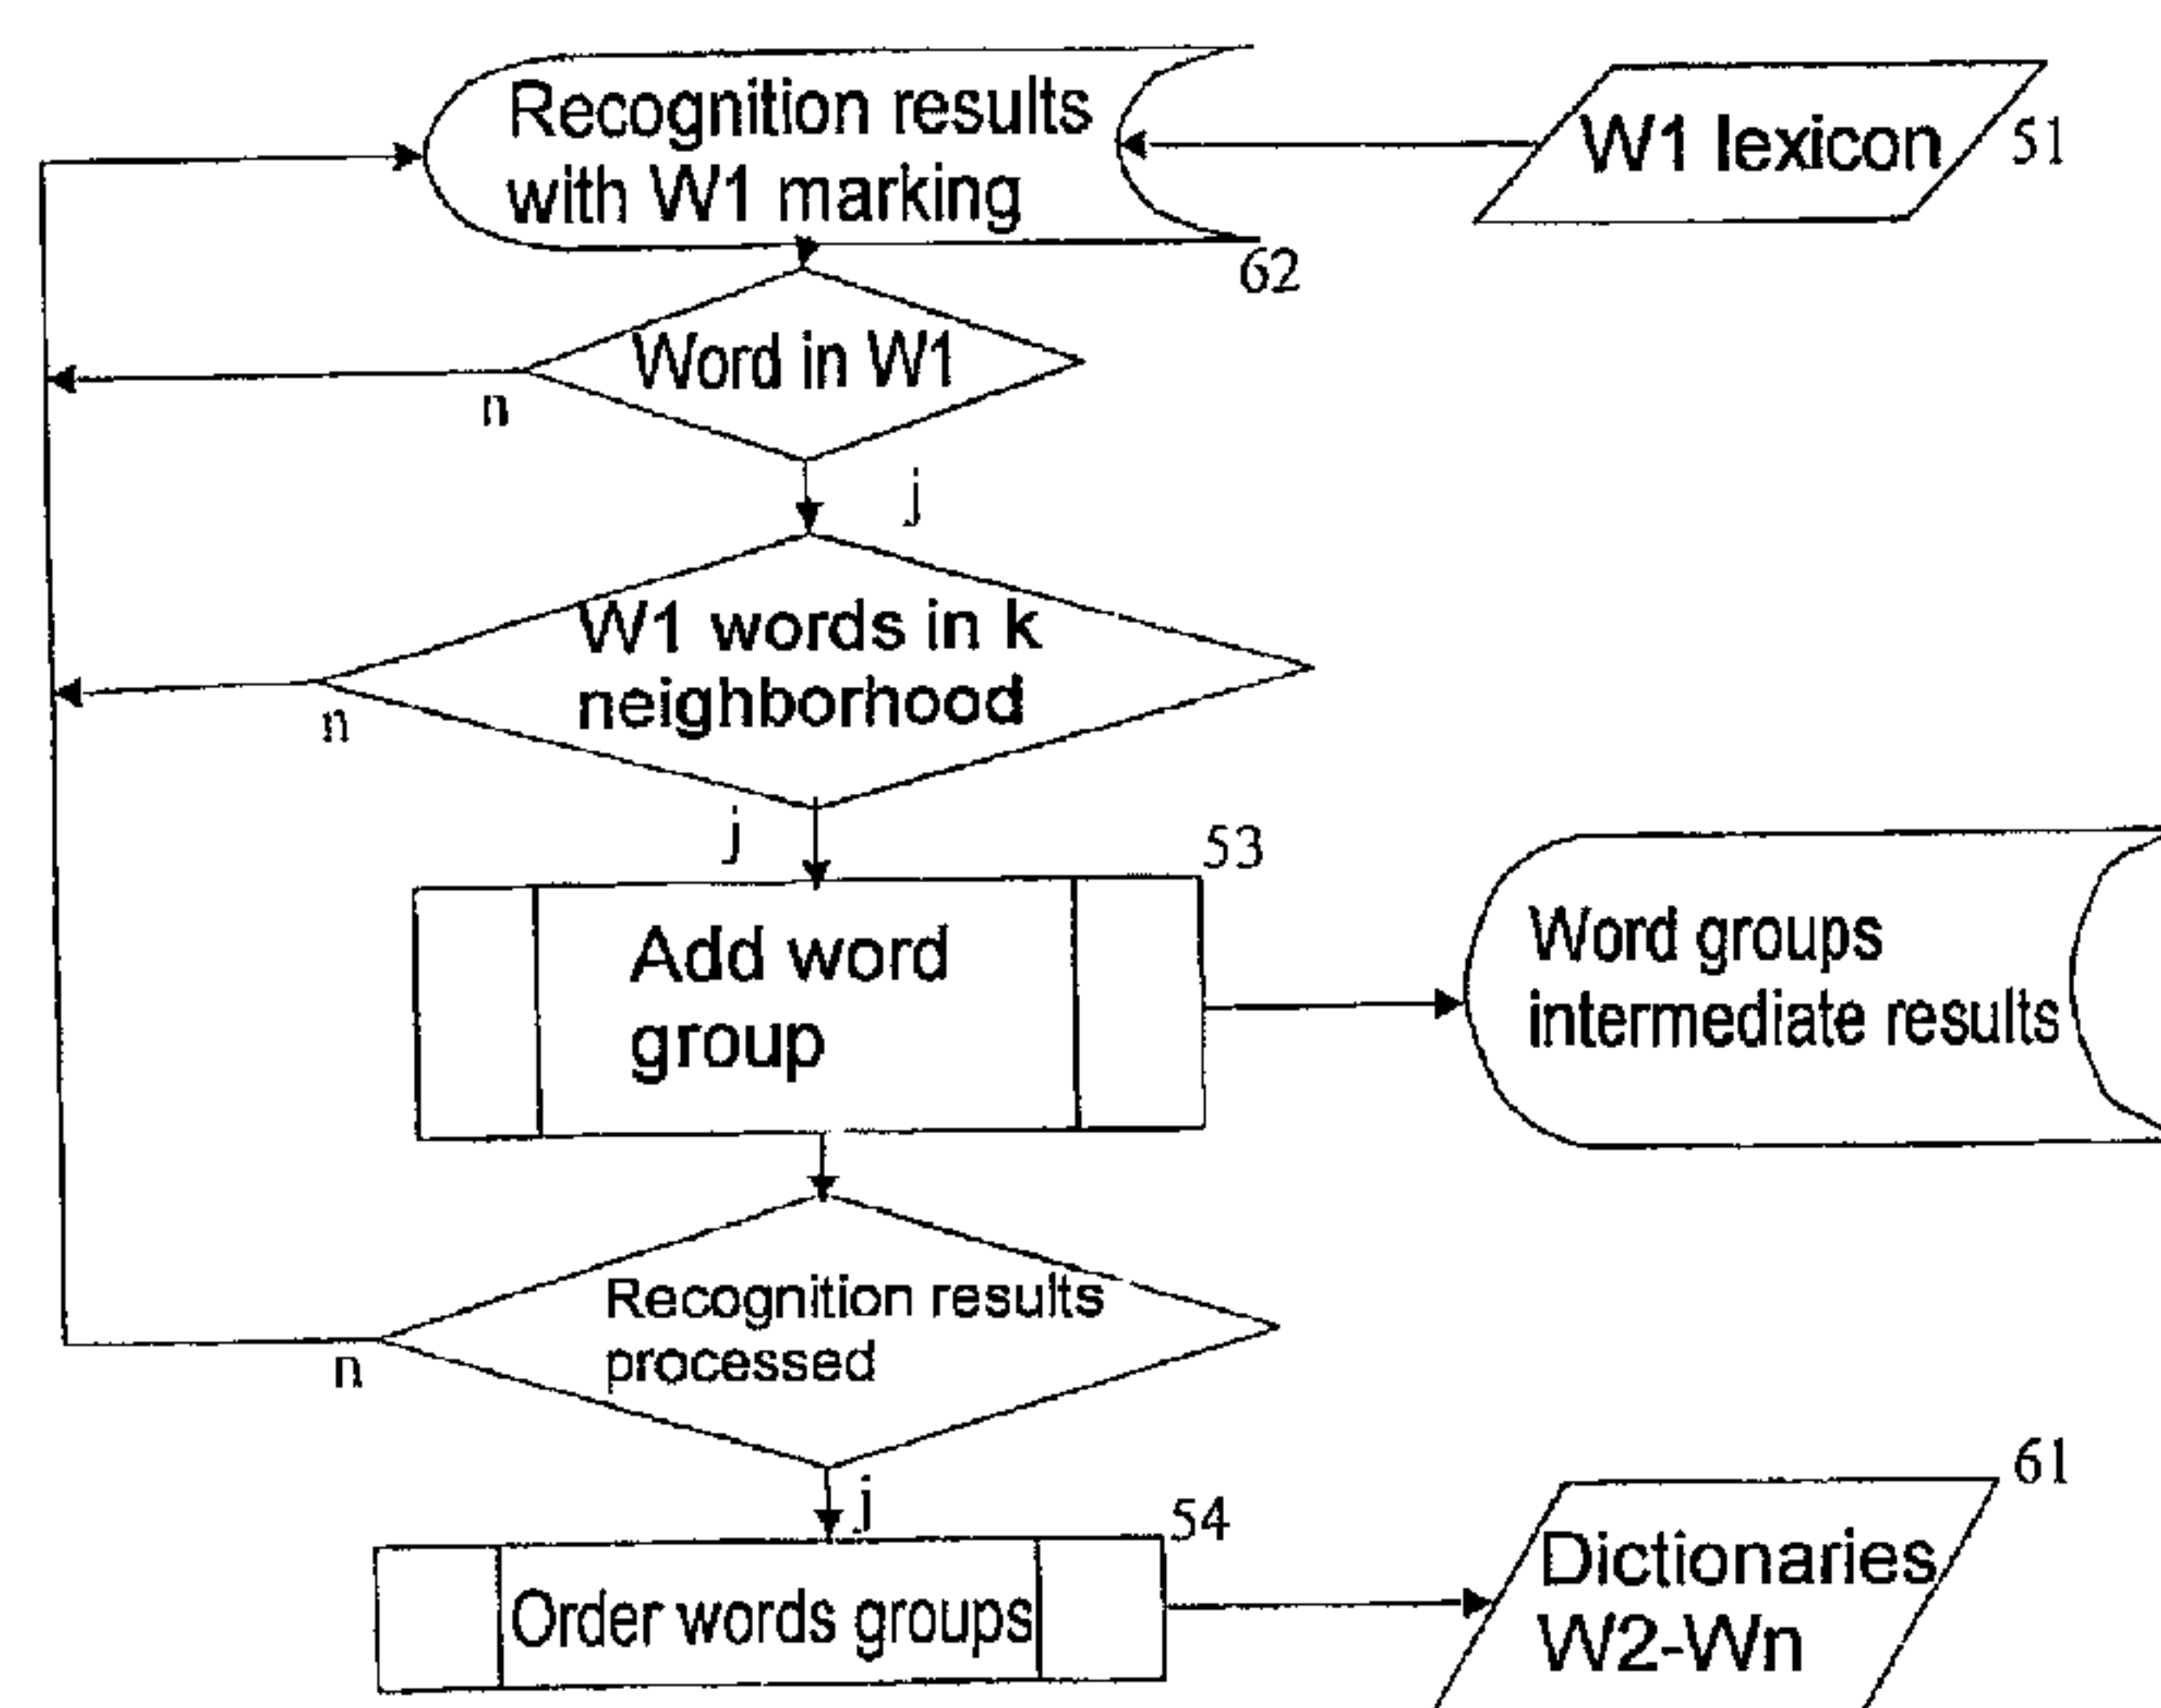 Recognition results
with W1 marking
W1 lexicon
51
62
Word in W1
n
j
W1 words in k
neighborhood
n
j
53
Add word
group
Word groups
intermediate results
Recognition results
processed
n
j
54
Order words groups
61
Dictionaries
W2-Wn